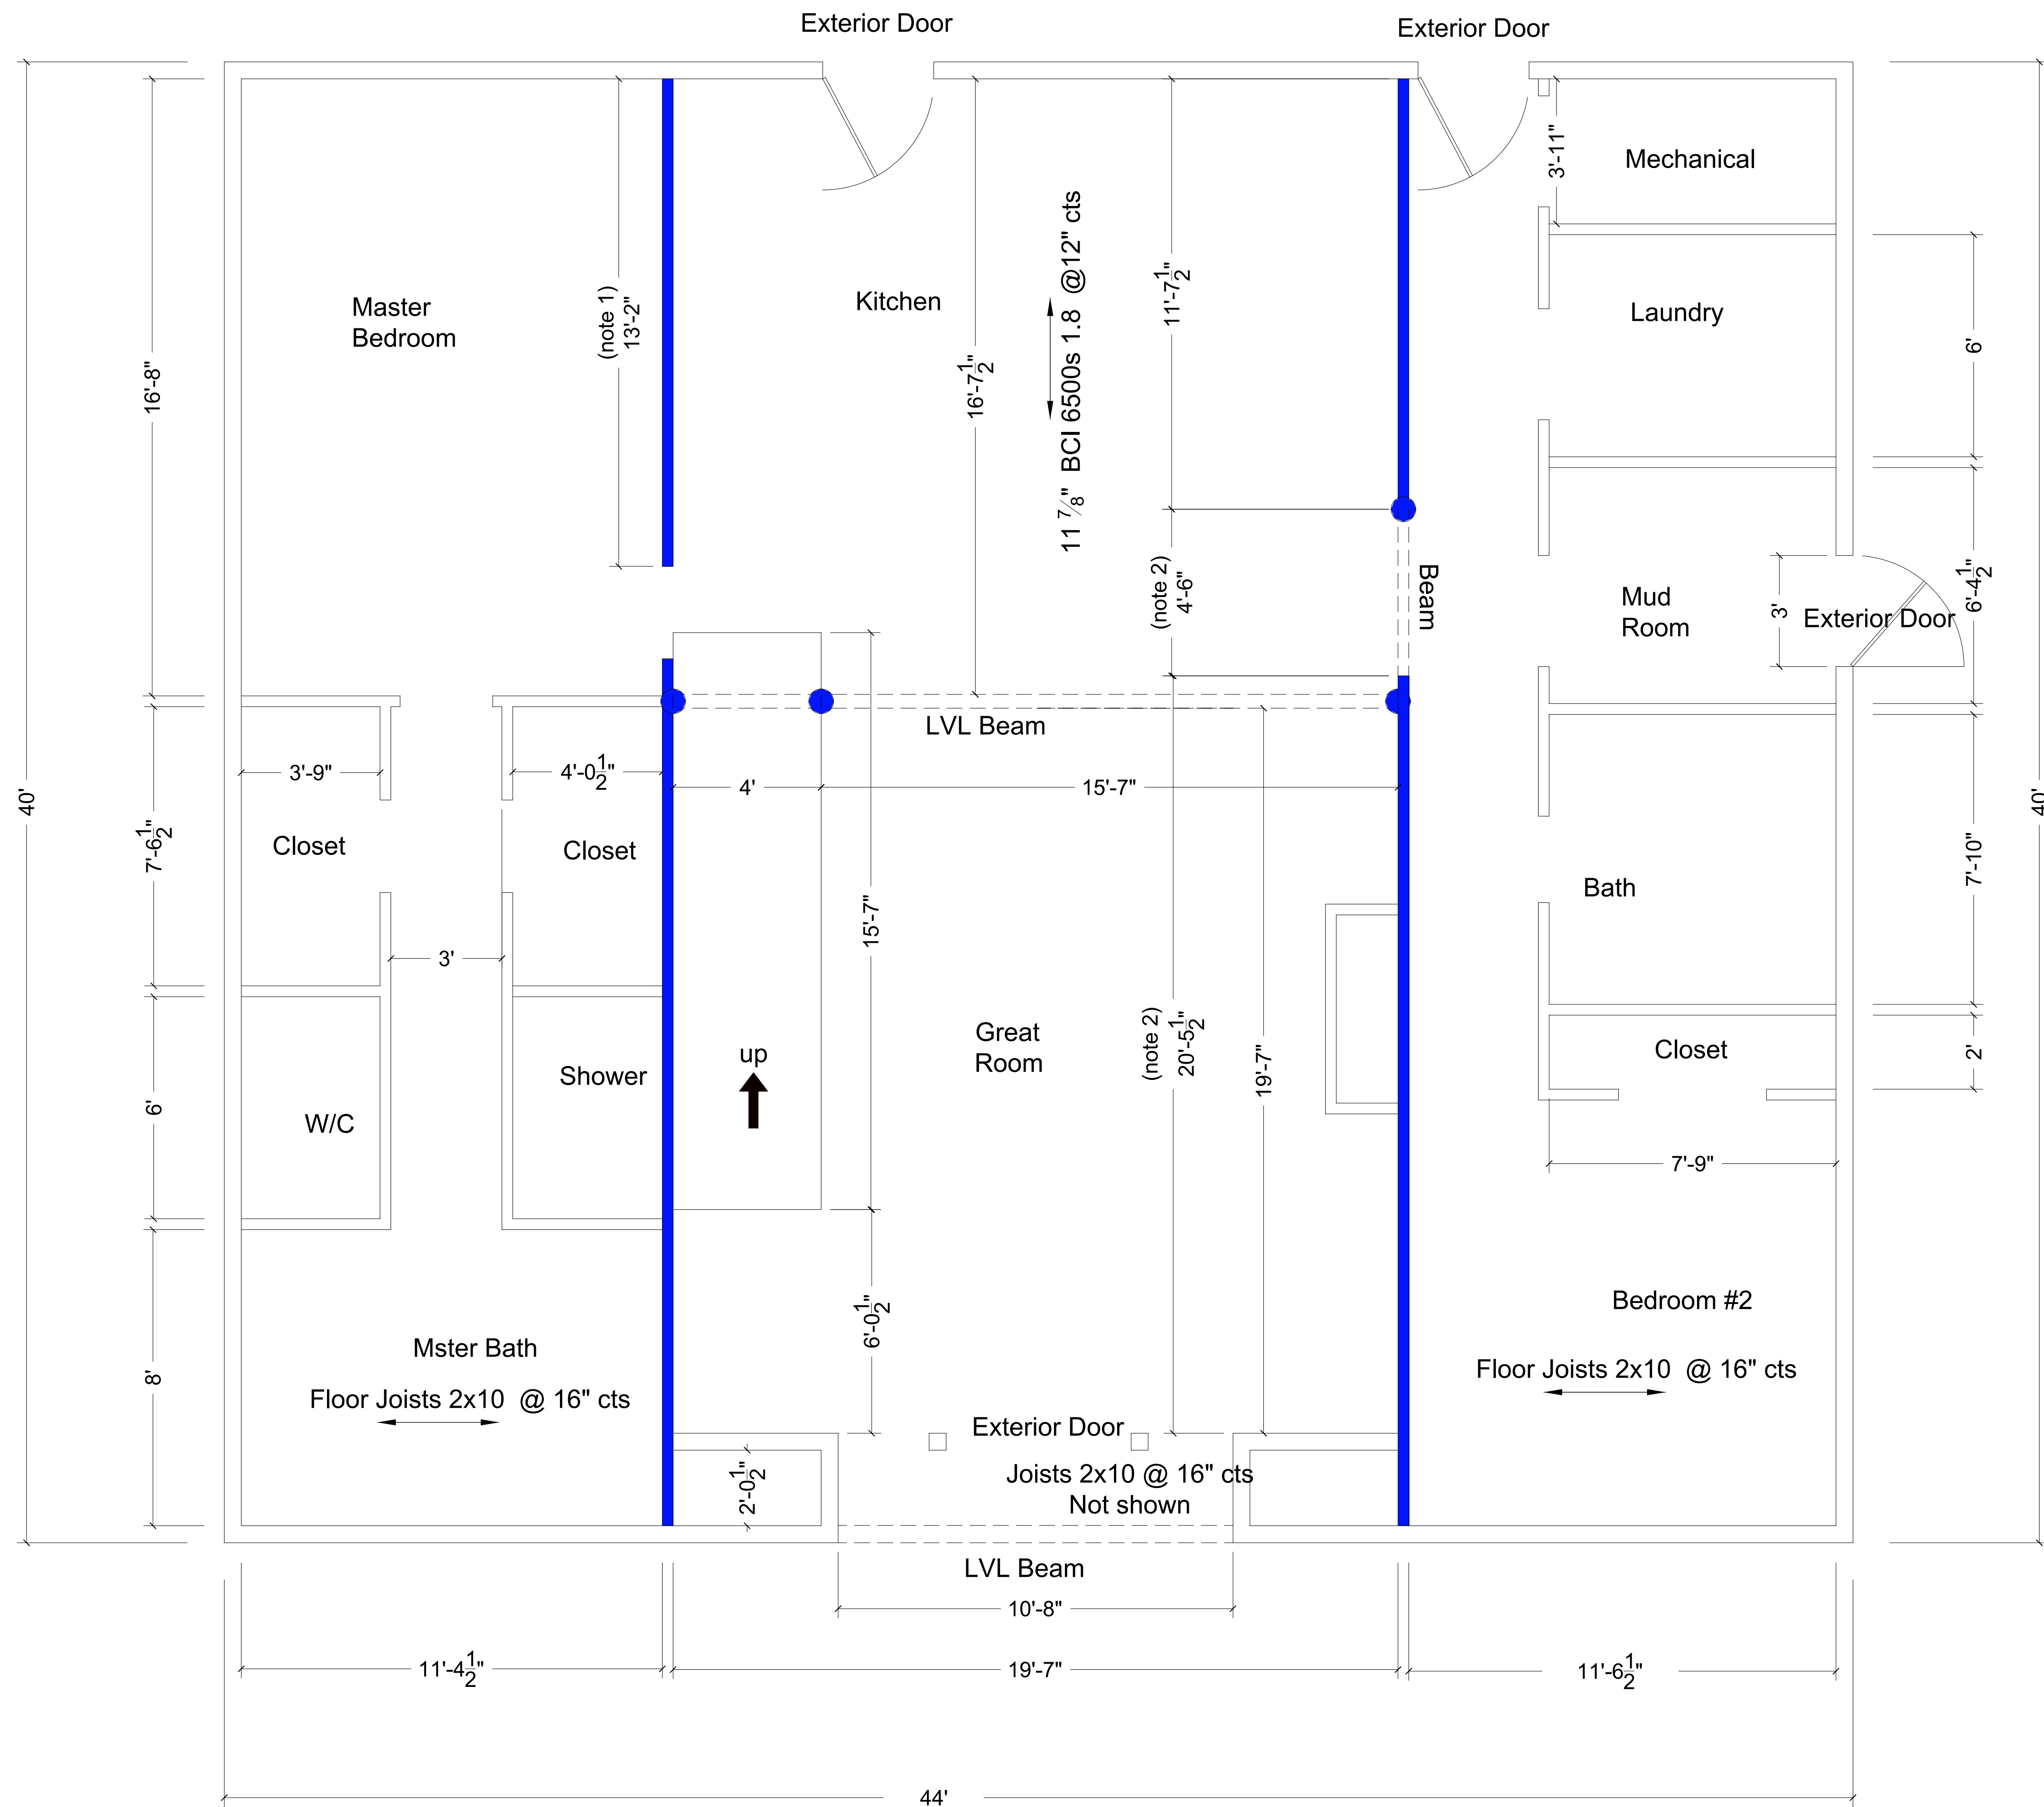 Exterior Door
Exterior Door
Mechanical
3'-11"
Master
Bedroom
(note 1)
13'-2"
Kitchen
11 7⁄8"  BCI 6500s 1.8  @12" cts
16'-8"
16'-7 1/2"
11'-7 1/2"
Laundry
6'
(note 2)
4'-6"
Beam
Mud
Room
3'
Exterior Door
6'-4 1/2"
LVL Beam
3'-9"
4'-0 1/2"
4'
15'-7"
40'
40'
7'-6 1/2"
Closet
Closet
15'-7"
Bath
7'-10"
3'
Great
Room
(note 2)
20'-5 1/2"
19'-7"
Closet
2'
up
Shower
W/C
6'
7'-9"
6'-0 1/2"
Bedroom #2
Mster Bath
8'
Floor Joists 2x10  @ 16" cts
Floor Joists 2x10  @ 16" cts
Exterior Door
2'-0 1/2"
Joists 2x10 @ 16" cts
Not shown
LVL Beam
10'-8"
11'-4 1/2"
19'-7"
11'-6 1/2"
44'